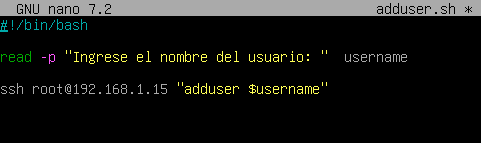 GNU nano 7.2 adduser.sh *
#!/bin/bash
read -p "Ingrese el nombre del usuario: " username
ssh root@192.168.1.15 "adduser $username"